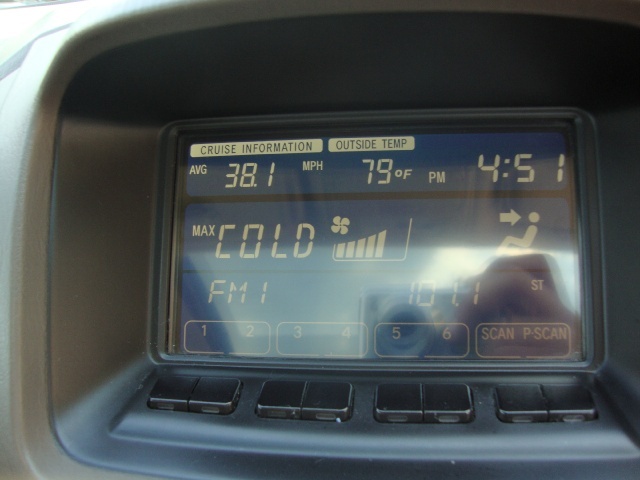 CRUISE INFORMATION OUTSIDE TEMP
AVG 38.1 MPH 79°F PM 4:51
MAX COLD
FM1 101.1 ST
1 2 3 4 5 6 SCAN P·SCAN